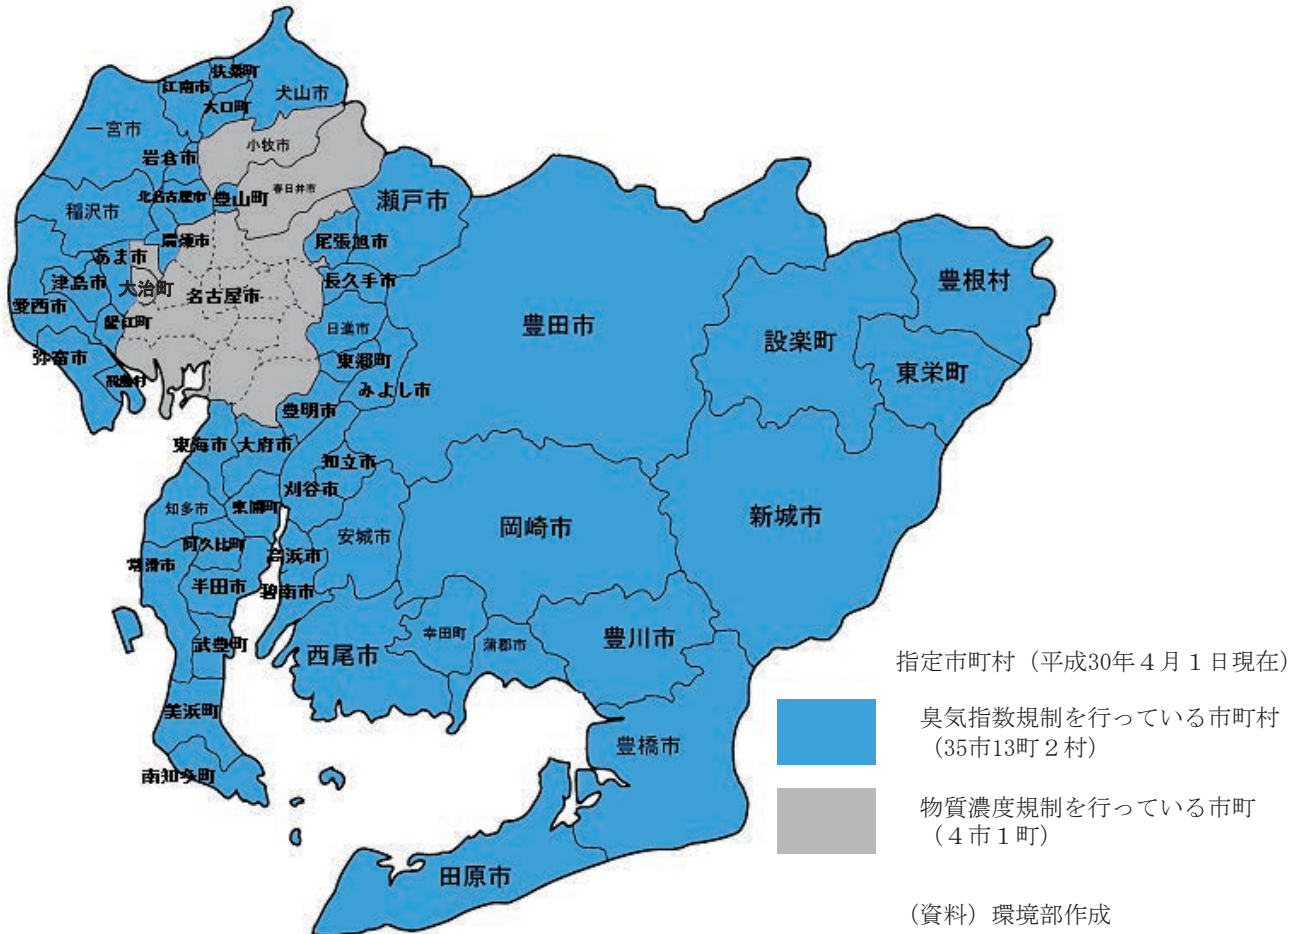 扶桑町
江南市
犬山市
大口町
一宮市
小牧市
岩倉市
春日井市
北名古屋市
豊山町
瀬戸市
稲沢市
清須市
尾張旭市
あま市
津島市
大治町
長久手市
名古屋市
愛西市
蟹江町
日進市
弥富市
東郷町
飛島村
みよし市
豊明市
豊田市
豊根村
設楽町
東栄町
東海市
大府市
知立市
刈谷市
知多市
東浦町
岡崎市
新城市
安城市
阿久比町
高浜市
常滑市
半田市
碧南市
武豊町
西尾市
幸田町
蒲郡市
豊川市
美浜町
豊橋市
南知多町
田原市
指定市町村（平成30年４月１日現在）
臭気指数規制を行っている市町村
（35市13町２村）
物質濃度規制を行っている市町
（４市１町）
（資料）環境部作成